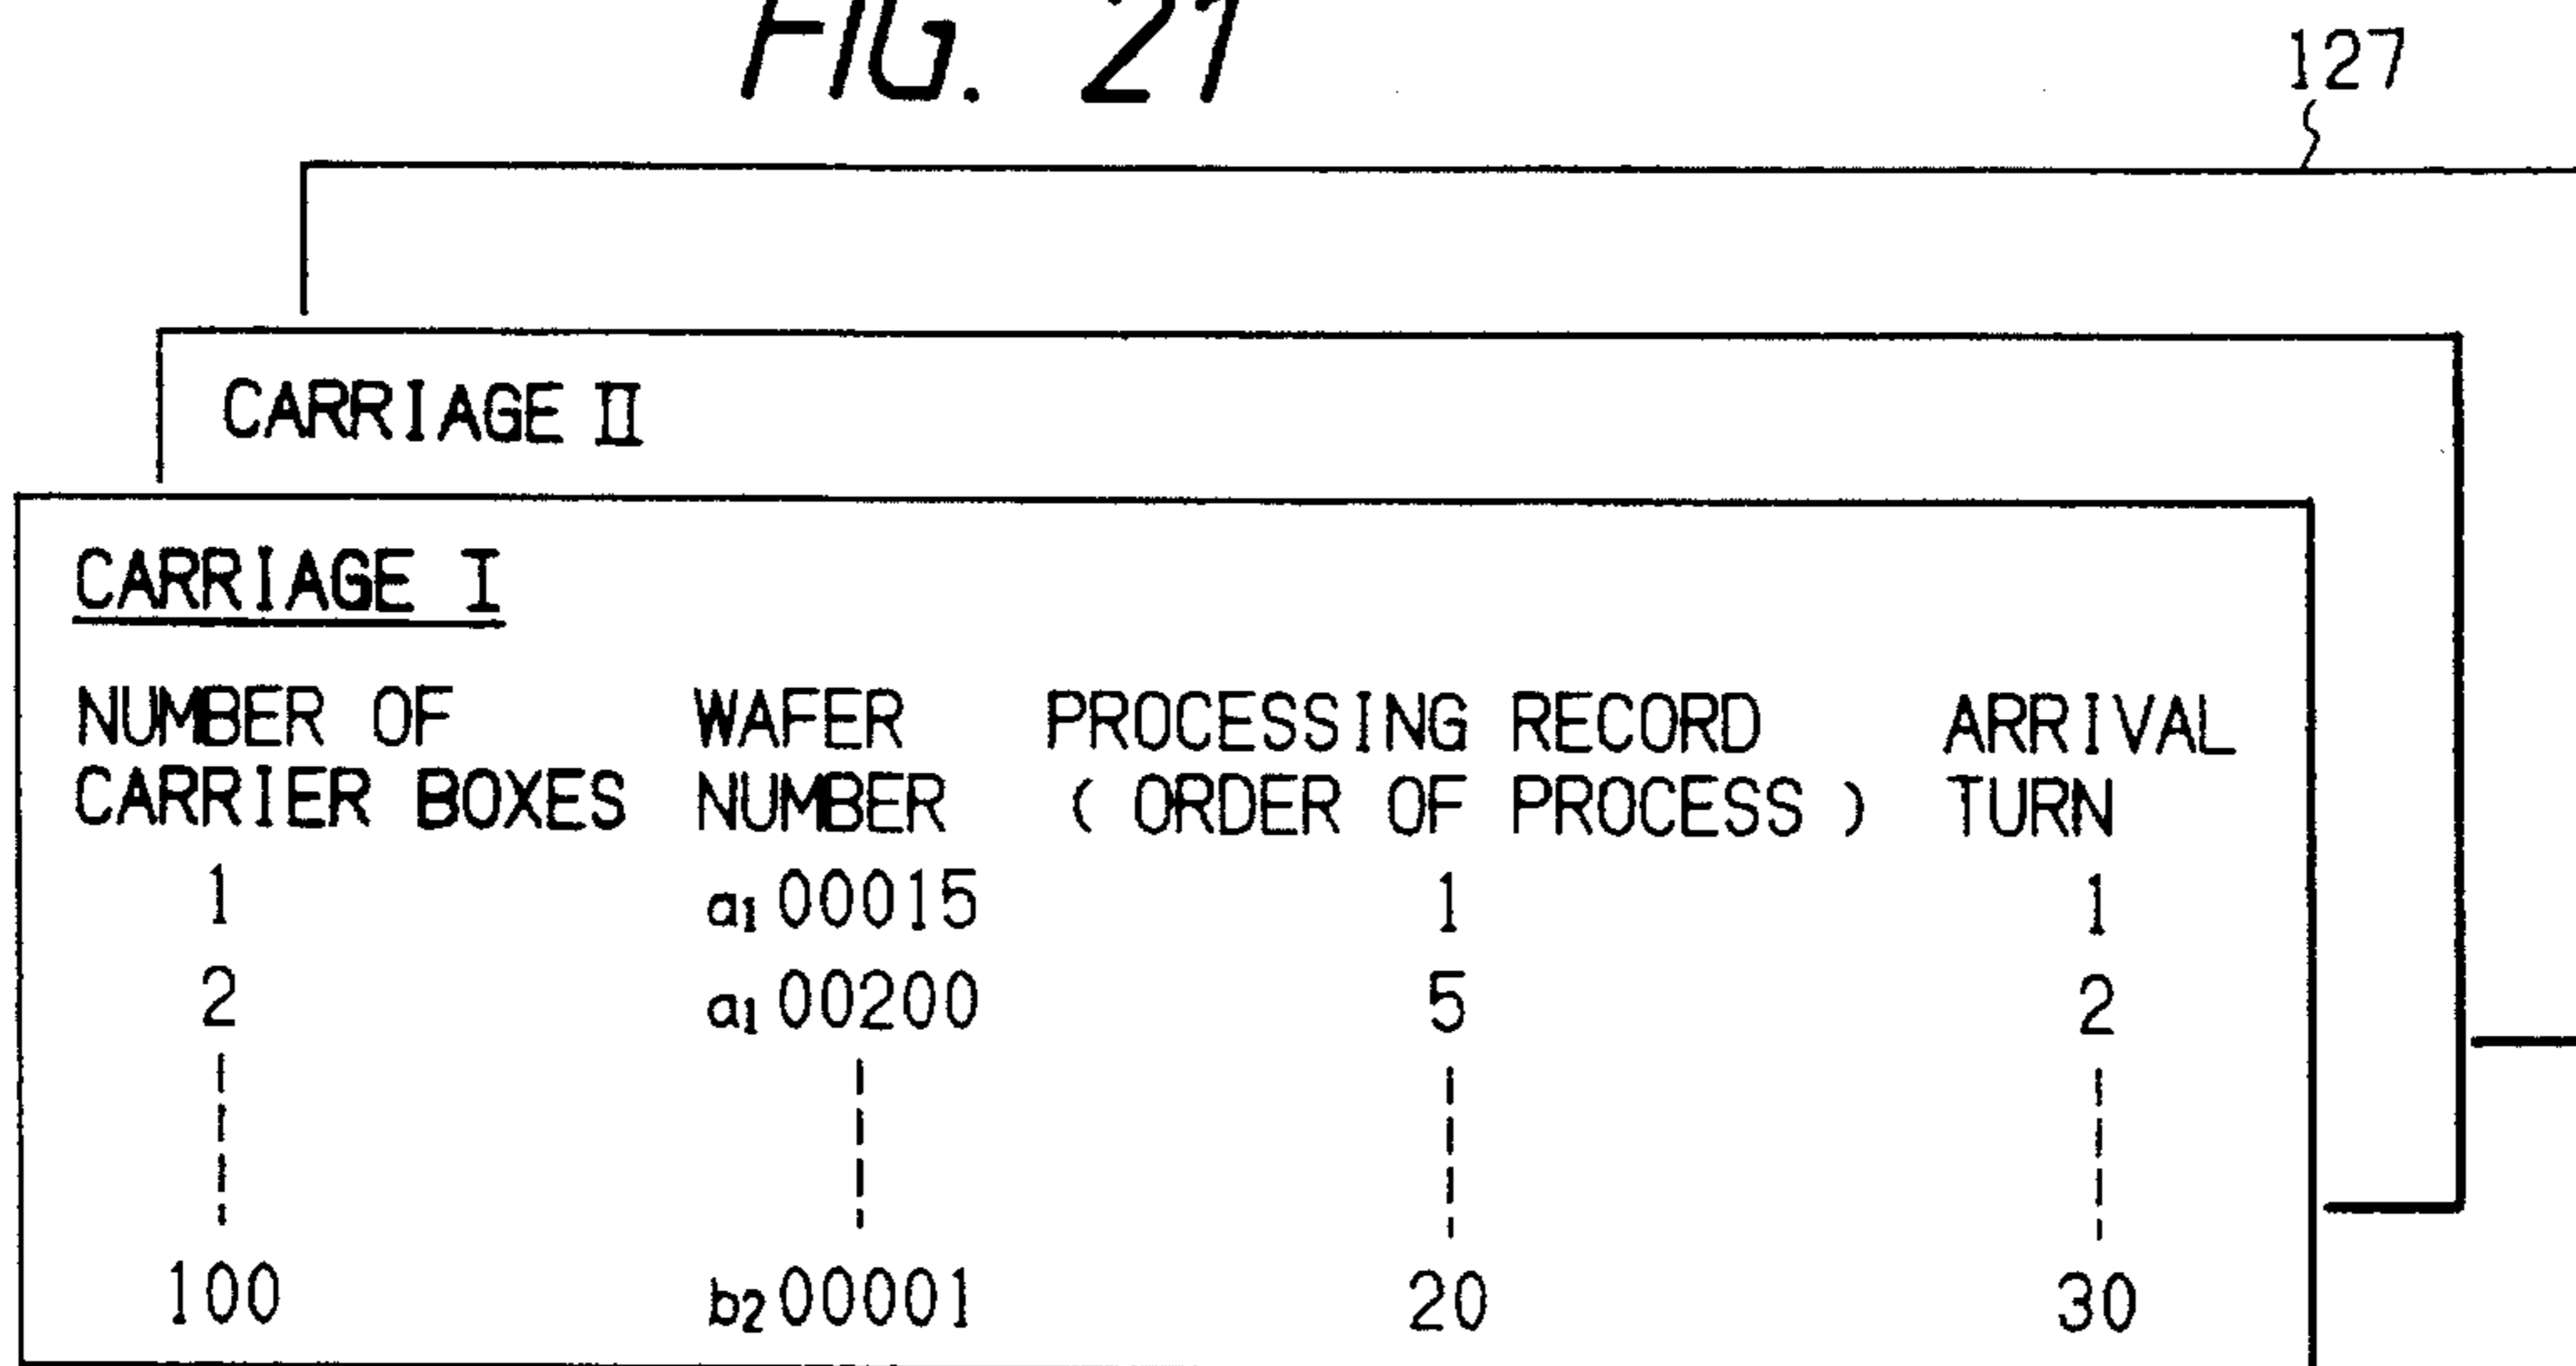 FIG. 21
127
CARRIAGE II
CARRIAGE I
NUMBER OF CARRIER BOXES WAFER NUMBER PROCESSING RECORD ( ORDER OF PROCESS ) ARRIVAL TURN
1 a₁00015 1 1
2 a₁00200 5 2
100 b₂00001 20 30